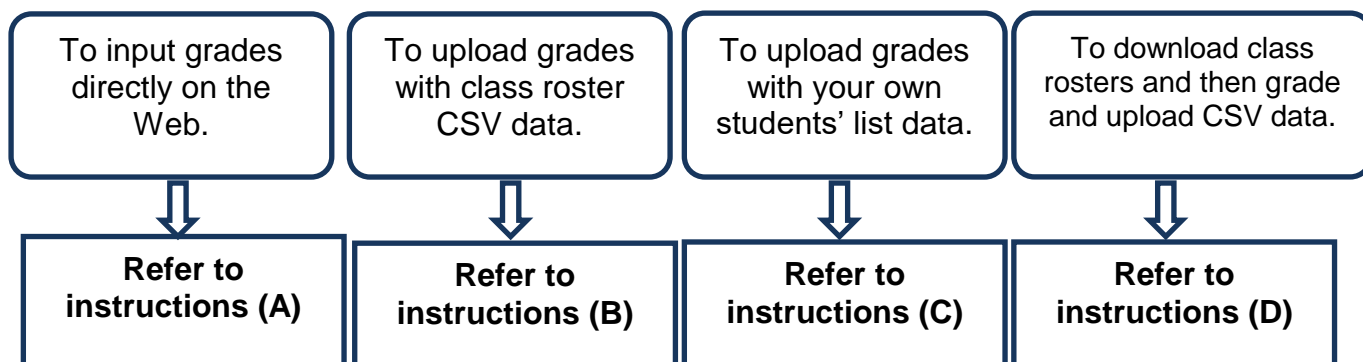 To input grades
directly on the
Web.
To upload grades
with class roster
CSV data.
To upload grades
with your own
students’ list data.
To download class
rosters and then grade
and upload CSV data.
Refer to
instructions (A)
Refer to
instructions (B)
Refer to
instructions (C)
Refer to
instructions (D)